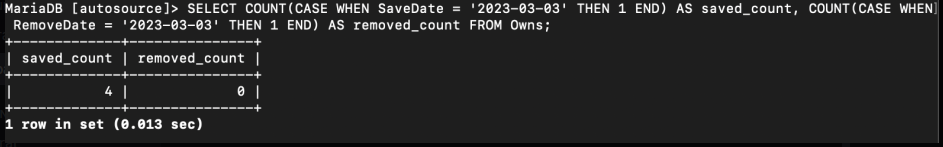 MariaDB [autosource]> SELECT COUNT(CASE WHEN SaveDate = '2023-03-03' THEN 1 END) AS saved_count, COUNT(CASE WHEN
 RemoveDate = '2023-03-03' THEN 1 END) AS removed_count FROM Owns;
+-------------+---------------+
| saved_count | removed_count |
+-------------+---------------+
|           4 |             0 |
+-------------+---------------+
1 row in set (0.013 sec)